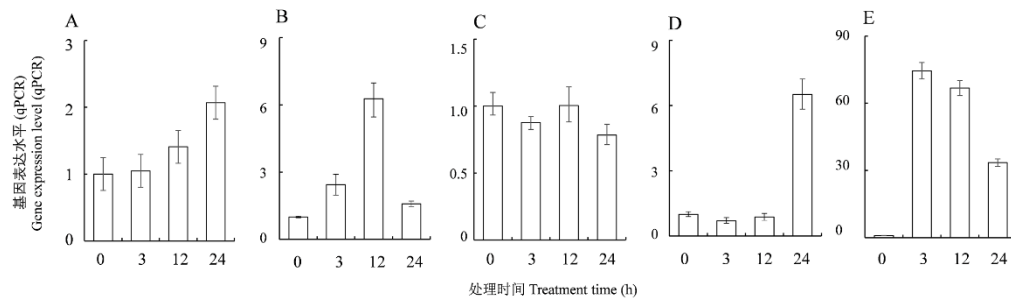 A
B
C
D
E
基因表达水平 (qPCR)
Gene expression level (qPCR)
3
2
1
0
0 3 12 24
9
6
3
0
0 3 12 24
1.5
1.0
0.5
0
0 3 12 24
9
6
3
0
0 3 12 24
90
60
30
0
0 3 12 24
处理时间 Treatment time (h)